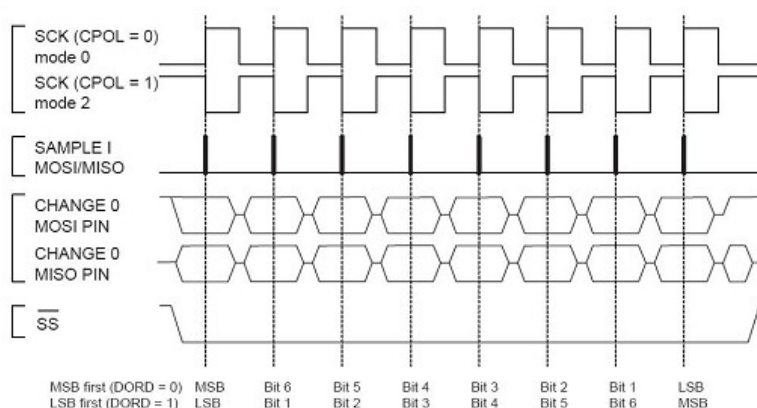 SCK (CPOL = 0)
mode 0
SCK (CPOL = 1)
mode 2
SAMPLE I
MOSI/MISO
CHANGE 0
MOSI PIN
CHANGE 0
MISO PIN
SS
MSB first (DORD = 0) MSB Bit 6 Bit 5 Bit 4 Bit 3 Bit 2 Bit 1 LSB
LSB first (DORD = 1) LSB Bit 1 Bit 2 Bit 3 Bit 4 Bit 5 Bit 6 MSB